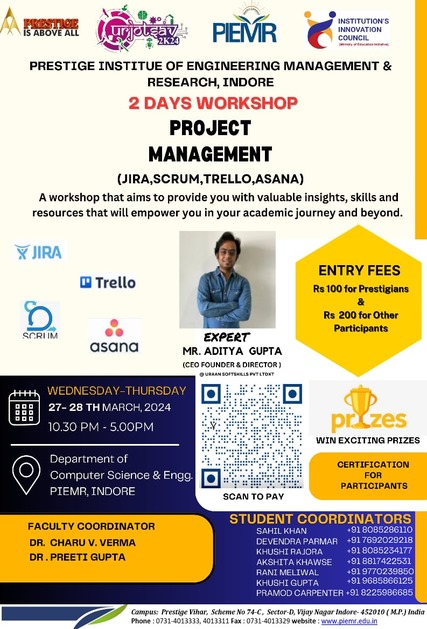 PRESTIGE
IS ABOVE ALL
Urjotsav
2K24
PIEMR
INSTITUTION'S
INNOVATION
COUNCIL
(Ministry of Education Initiative)
PRESTIGE INSTITUE OF ENGINEERING MANAGEMENT &
RESEARCH, INDORE
2 DAYS WORKSHOP
PROJECT
MANAGEMENT
(JIRA,SCRUM,TRELLO,ASANA)
A workshop that aims to provide you with valuable insights, skills and
resources that will empower you in your academic journey and beyond.
JIRA
Trello
SCRUM
asana
EXPERT
MR. ADITYA GUPTA
(CEO FOUNDER & DIRECTOR )
@ URAAN SOFTSKILLS PVT LTDXT
ENTRY FEES
Rs 100 for Prestigians
&
Rs 200 for Other
Participants
WEDNESDAY-THURSDAY
27- 28 TH MARCH, 2024
10.30 PM - 5.00PM
Department of
Computer Science & Engg.
PIEMR, INDORE
SCAN TO PAY
prizes
WIN EXCITING PRIZES
CERTIFICATION
FOR
PARTICIPANTS
FACULTY COORDINATOR
DR. CHARU V. VERMA
DR . PREETI GUPTA
STUDENT COORDINATORS
SAHIL KHAN +91 8085286110
DEVENDRA PARMAR +91 7692029218
KHUSHI RAJORA +91 8085234177
AKSHITA KHAWSE +91 8817422531
RANI MELIWAL +91 9770239850
KHUSHI GUPTA +91 9685866125
PRAMOD CARPENTER +91 8225986685
Campus: Prestige Vihar, Scheme No 74-C , Sector-D, Vijay Nagar Indore- 452010 ( M.P.) India
Phone : 0731-4013333, 4013311 Fax : 0731-4013329 website : www.piemr.edu.in